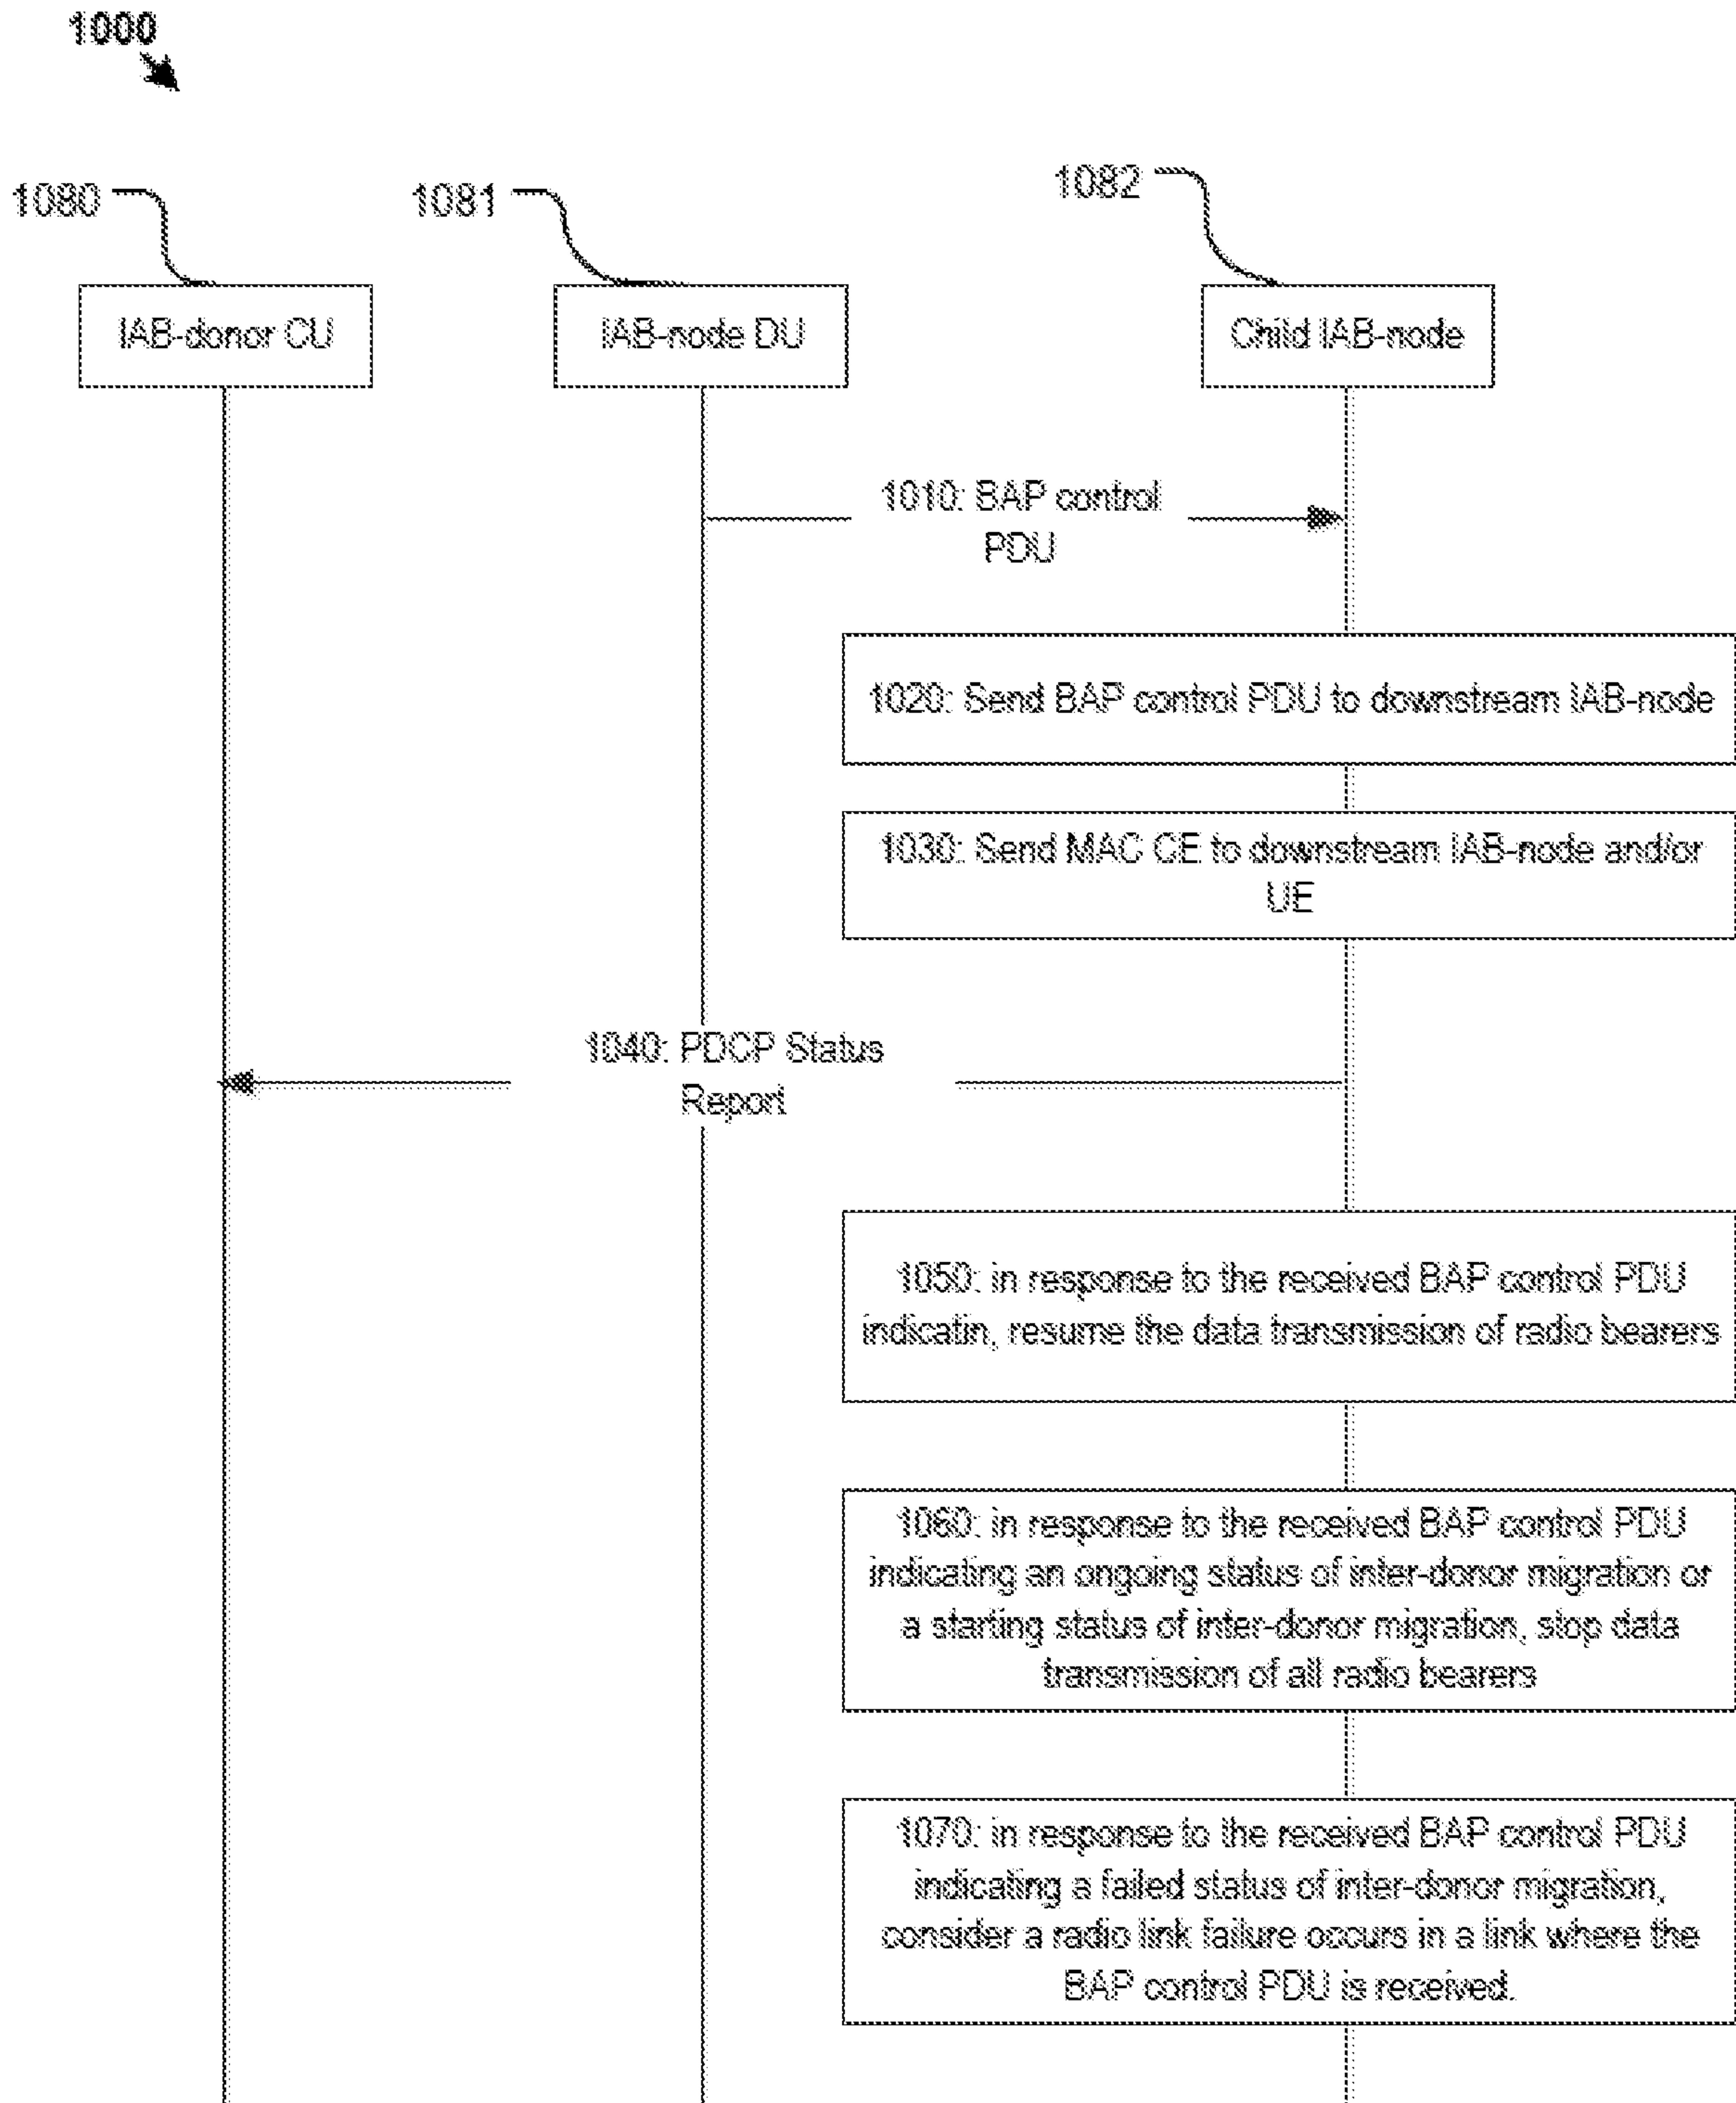 1000
1080
1081
1082
IAB-donor CU
IAB-node DU
Child IAB-node
1010: BAP control
PDU
1020: Send BAP control PDU to downstream IAB-node
1030: Send MAC CE to downstream IAB-node and/or
UE
1040: PDCP Status
Report
1050: in response to the received BAP control PDU
indicatin, resume the data transmission of radio bearers
1060: in response to the received BAP control PDU
indicating an ongoing status of inter-donor migration or
a starting status of inter-donor migration, stop data
transmission of all radio bearers
1070: in response to the received BAP control PDU
indicating a failed status of inter-donor migration,
consider a radio link failure occurs in a link where the
BAP control PDU is received.